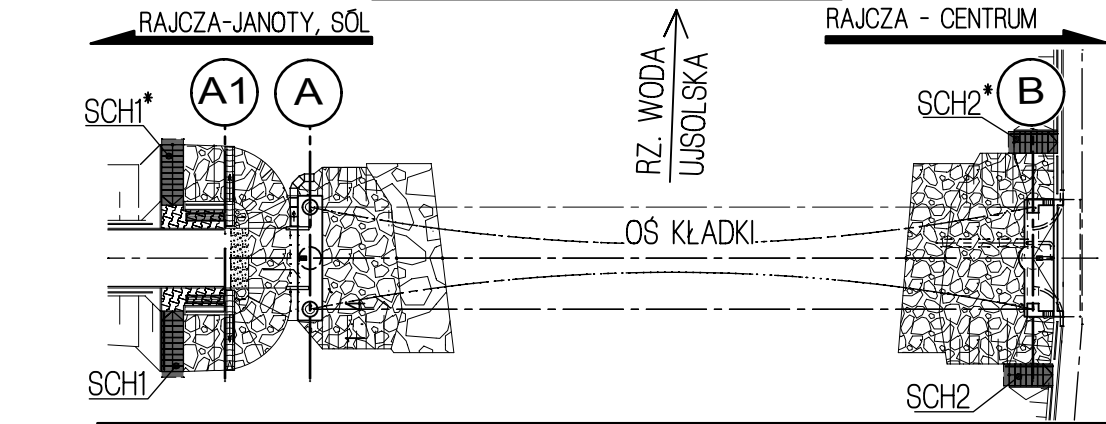 RAJCZA-JANOTY, SÓL
RAJCZA - CENTRUM
A1
A
B
SCH1*
SCH2*
RZ. WODA
UJSOLSKA
OŚ KŁADKI
SCH1
SCH2